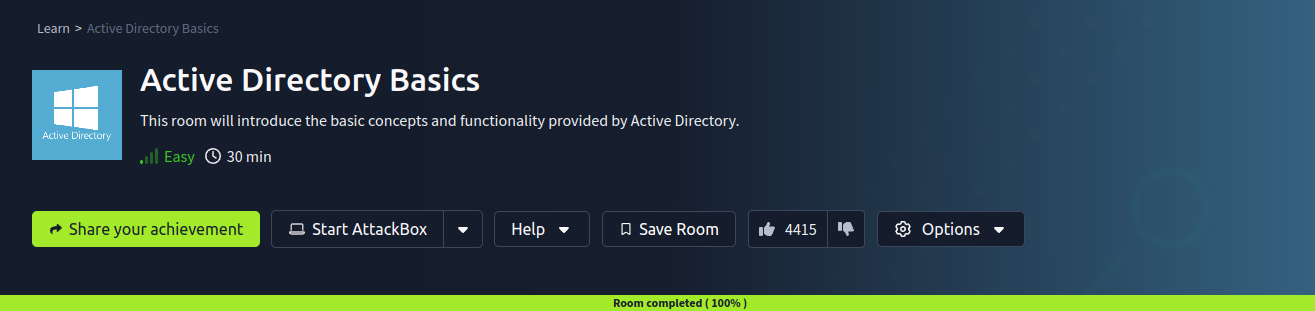 Learn > Active Directory Basics
Active Directory Basics
Active Directory
This room will introduce the basic concepts and functionality provided by Active Directory.
Easy 30 min
Share your achievement Start AttackBox Help Save Room 4415 Options
Room completed ( 100% )